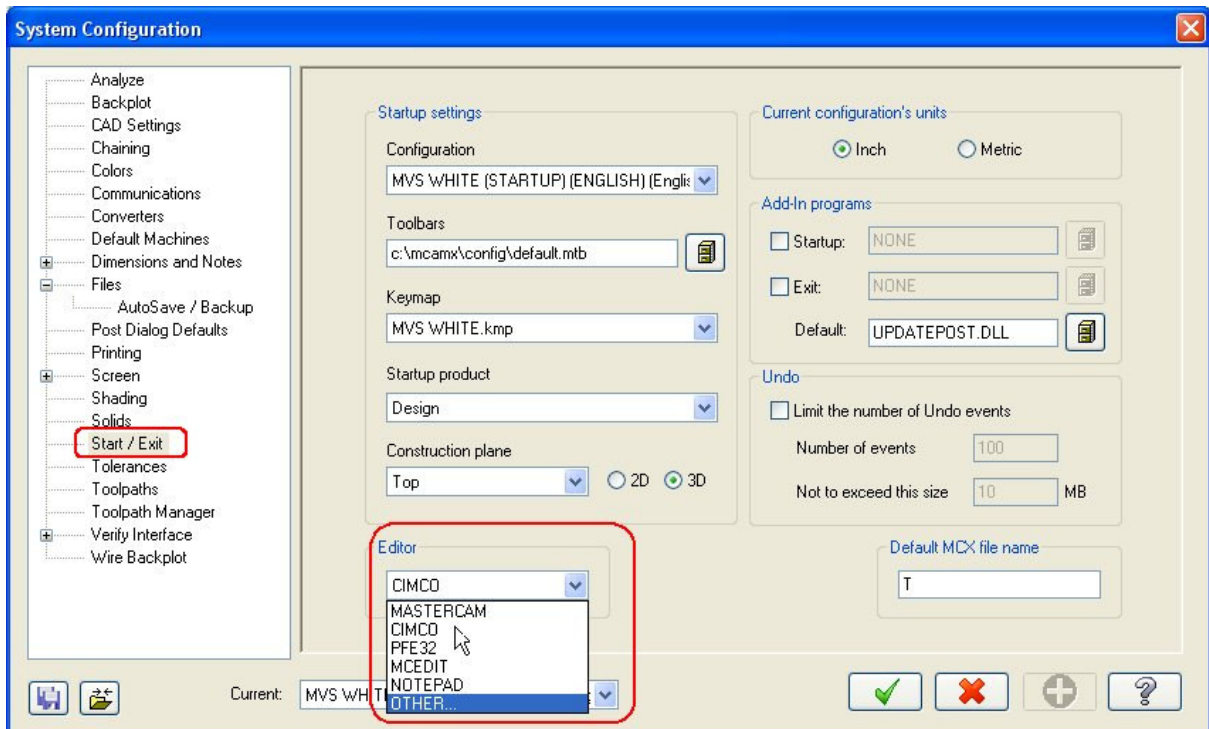 System Configuration
Analyze
Backplot
CAD Settings
Chaining
Colors
Communications
Converters
Default Machines
Dimensions and Notes
Files
AutoSave / Backup
Post Dialog Defaults
Printing
Screen
Shading
Solids
Start / Exit
Tolerances
Toolpaths
Toolpath Manager
Verify Interface
Wire Backplot
Startup settings
Configuration
MVS WHITE (STARTUP) (ENGLISH) (Englis
Toolbars
c:\mcamx\config\default.mtb
Keymap
MVS WHITE.kmp
Startup product
Design
Construction plane
Top 2D 3D
Editor
CIMCO
MASTERCAM
CIMCO
PFE32
MCEDIT
NOTEPAD
OTHER...
Current configuration's units
Inch Metric
Add-In programs
Startup: NONE
Exit: NONE
Default: UPDATEPOST.DLL
Undo
Limit the number of Undo events
Number of events 100
Not to exceed this size 10 MB
Default MCX file name
T
Current: MVS WHITE